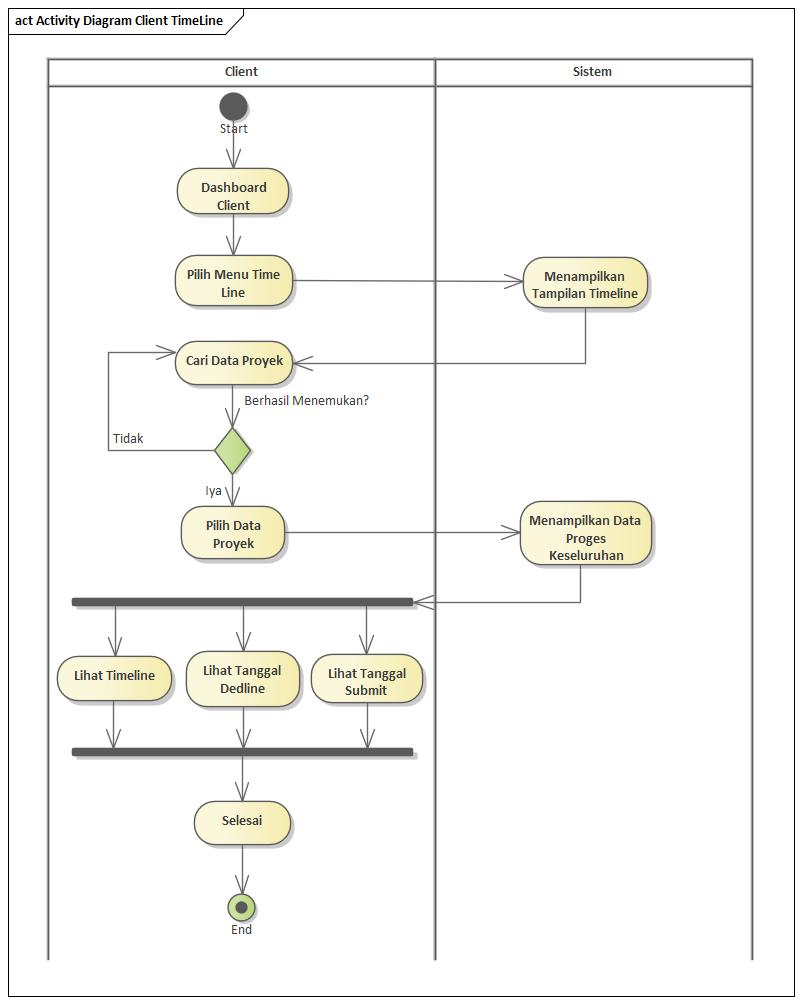 act Activity Diagram Client TimeLine
Client
Sistem
Start
Dashboard
Client
Pilih Menu Time
Line
Menampilkan
Tampilan Timeline
Cari Data Proyek
Berhasil Menemukan?
Tidak
Iya
Pilih Data
Proyek
Menampilkan Data
Proges
Keseluruhan
Lihat Timeline
Lihat Tanggal
Dedline
Lihat Tanggal
Submit
Selesai
End